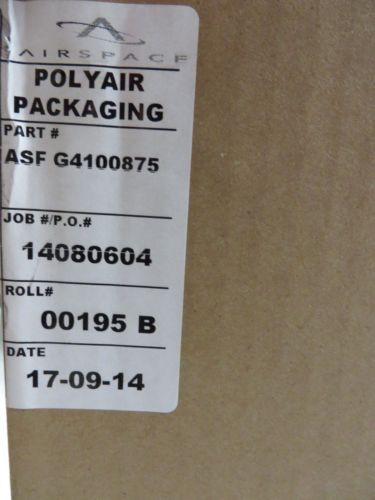 AIRSPACE
POLYAIR
PACKAGING
PART #
ASF G4100875
JOB #/P.O.#
14080604
ROLL#
00195 B
DATE
17-09-14